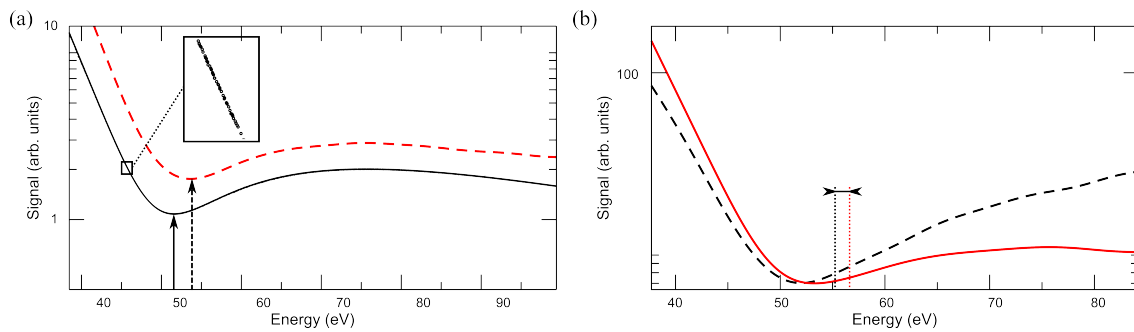 (a)
10
1
Signal (arb. units)
40 50 60 70 80 90
Energy (eV)
(b)
100
Signal (arb. units)
40 50 60 70 80
Energy (eV)